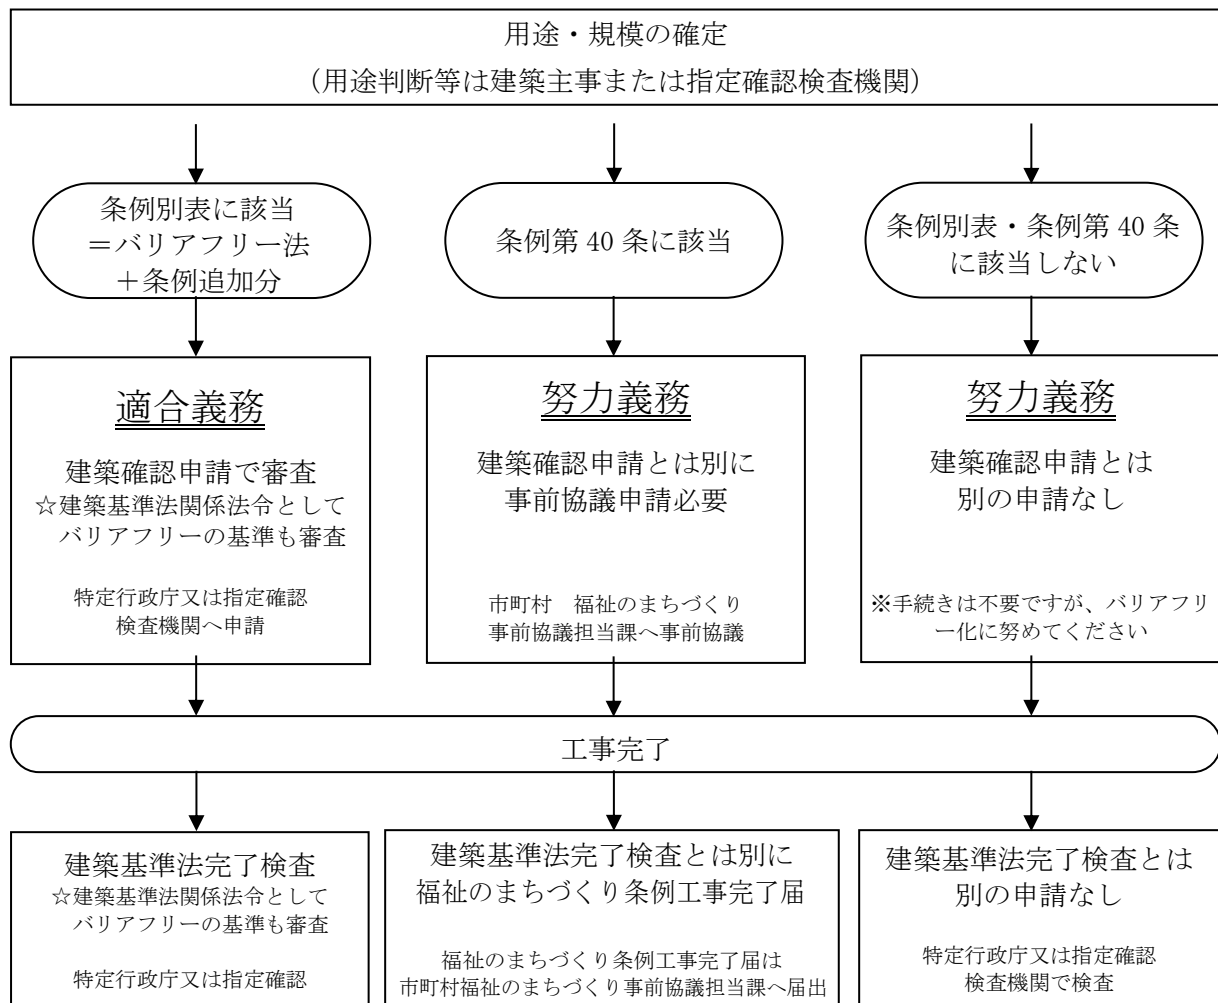 用途・規模の確定
（用途判断等は建築主事または指定確認検査機関）
条例別表に該当
＝バリアフリー法
＋条例追加分
条例第 40 条に該当
条例別表・条例第 40 条
に該当しない
適合義務
建築確認申請で審査
☆建築基準法関係法令として
バリアフリーの基準も審査
特定行政庁又は指定確認
検査機関へ申請
努力義務
建築確認申請とは別に
事前協議申請必要
市町村　福祉のまちづくり
事前協議担当課へ事前協議
努力義務
建築確認申請とは
別の申請なし
※手続きは不要ですが、バリアフリ
ー化に努めてください
工事完了
建築基準法完了検査
☆建築基準法関係法令として
バリアフリーの基準も審査
特定行政庁又は指定確認
建築基準法完了検査とは別に
福祉のまちづくり条例工事完了届
福祉のまちづくり条例工事完了届は
市町村福祉のまちづくり事前協議担当課へ届出
建築基準法完了検査とは
別の申請なし
特定行政庁又は指定確認
検査機関で検査